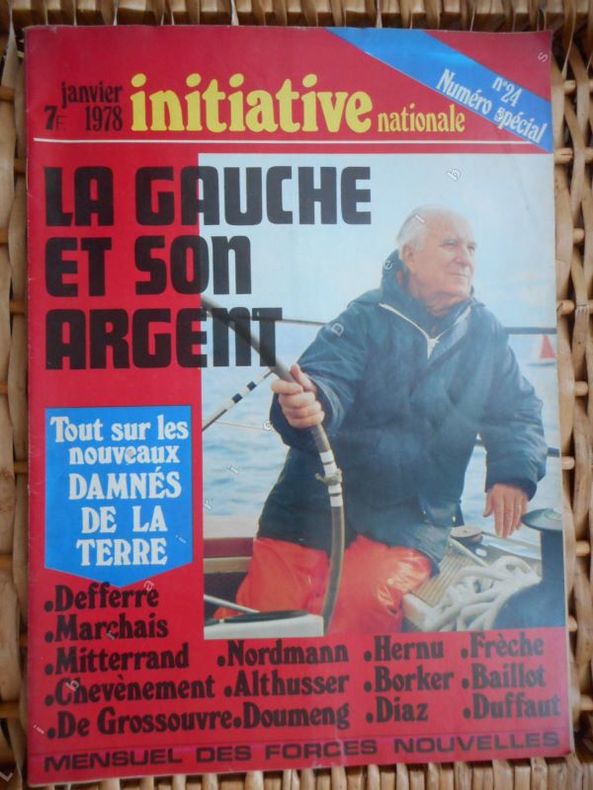 janvier
7F. 1978
initiative nationale
n°24
Numéro spécial
LA GAUCHE
ET SON
ARGENT
Tout sur les
nouveaux
DAMNÉS
DE LA
TERRE
.Defferre
.Marchais
.Mitterrand .Nordmann .Hernu .Frèche
.Chevènement .Althusser .Borker .Baillot
.De Grossouvre .Doumeng .Diaz .Duffaut
MENSUEL DES FORCES NOUVELLES